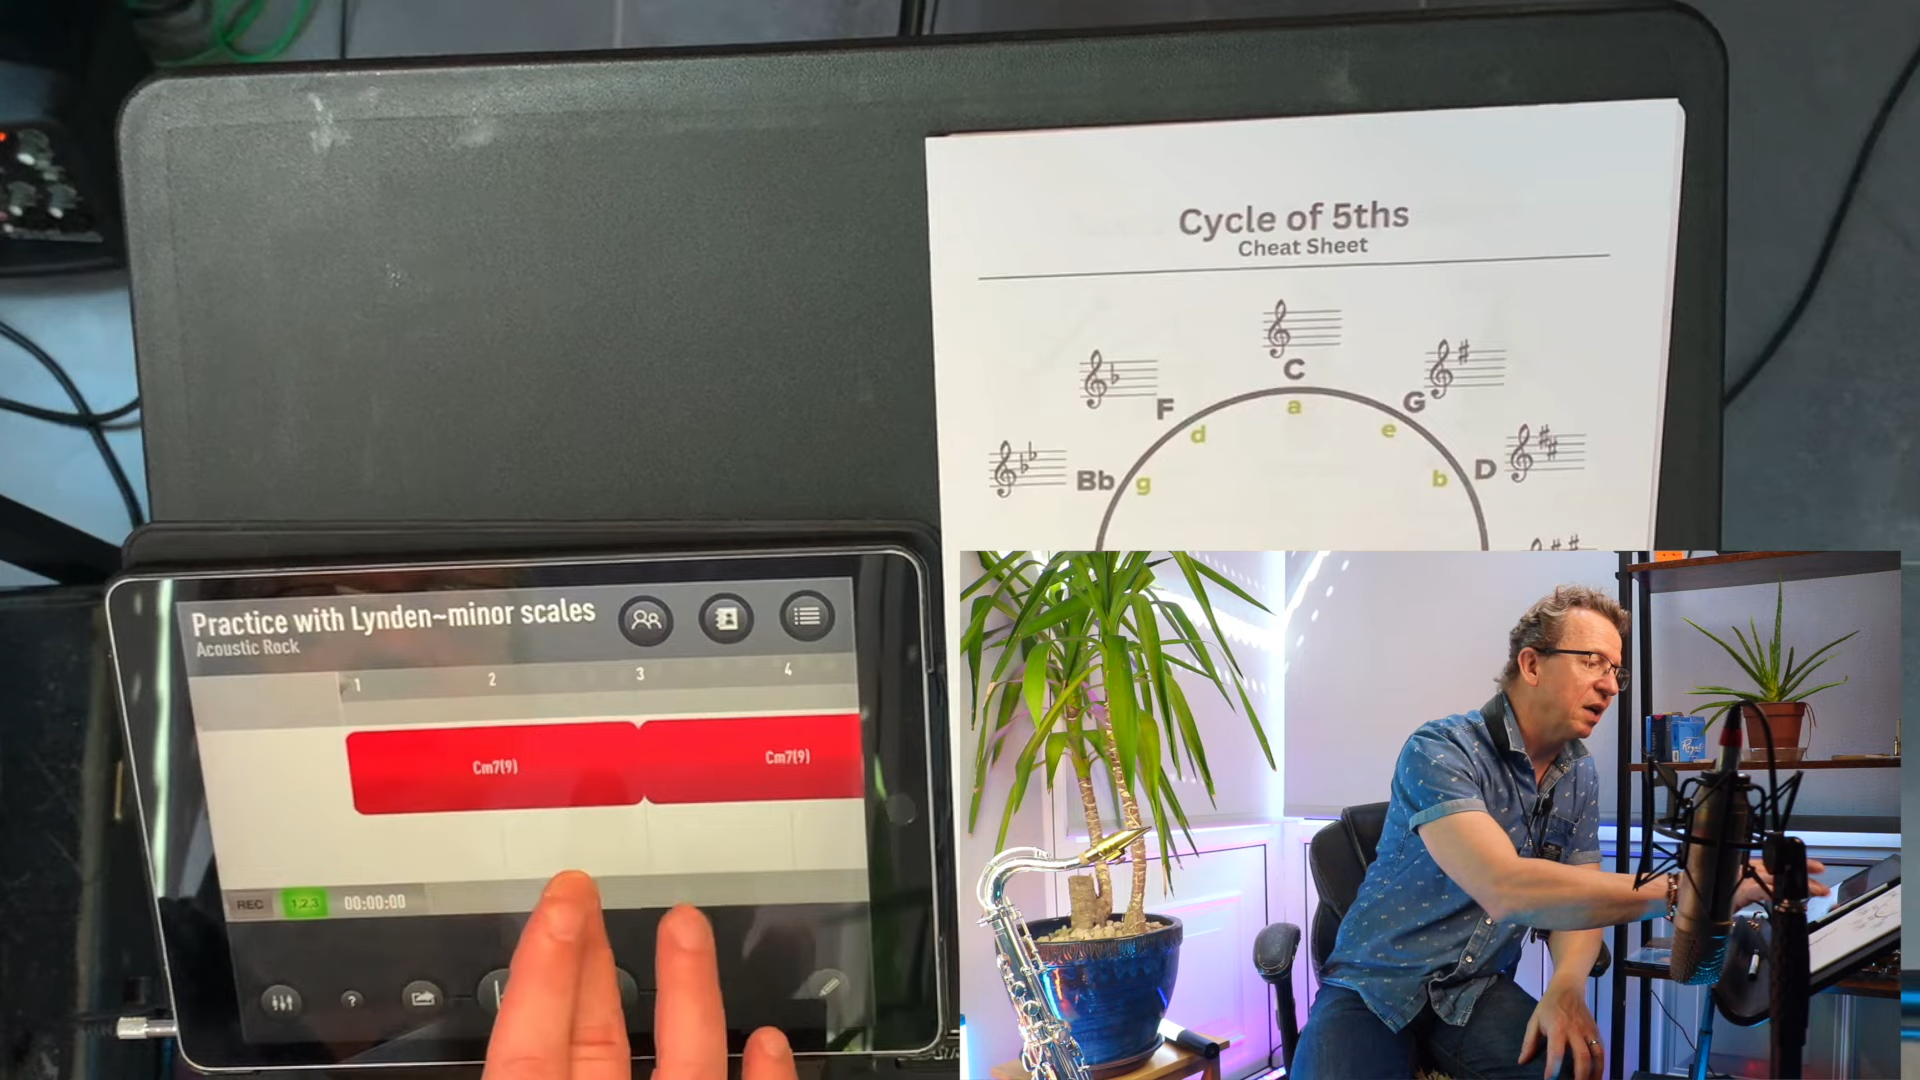 Cycle of 5ths
Cheat Sheet
C
F
G
a
d
e
Bb
g
b
D
Practice with Lynden~minor scales
Acoustic Rock
1
2
3
4
Cm7(9)
Cm7(9)
REC
1,2,3
00:00:00
?
Royal